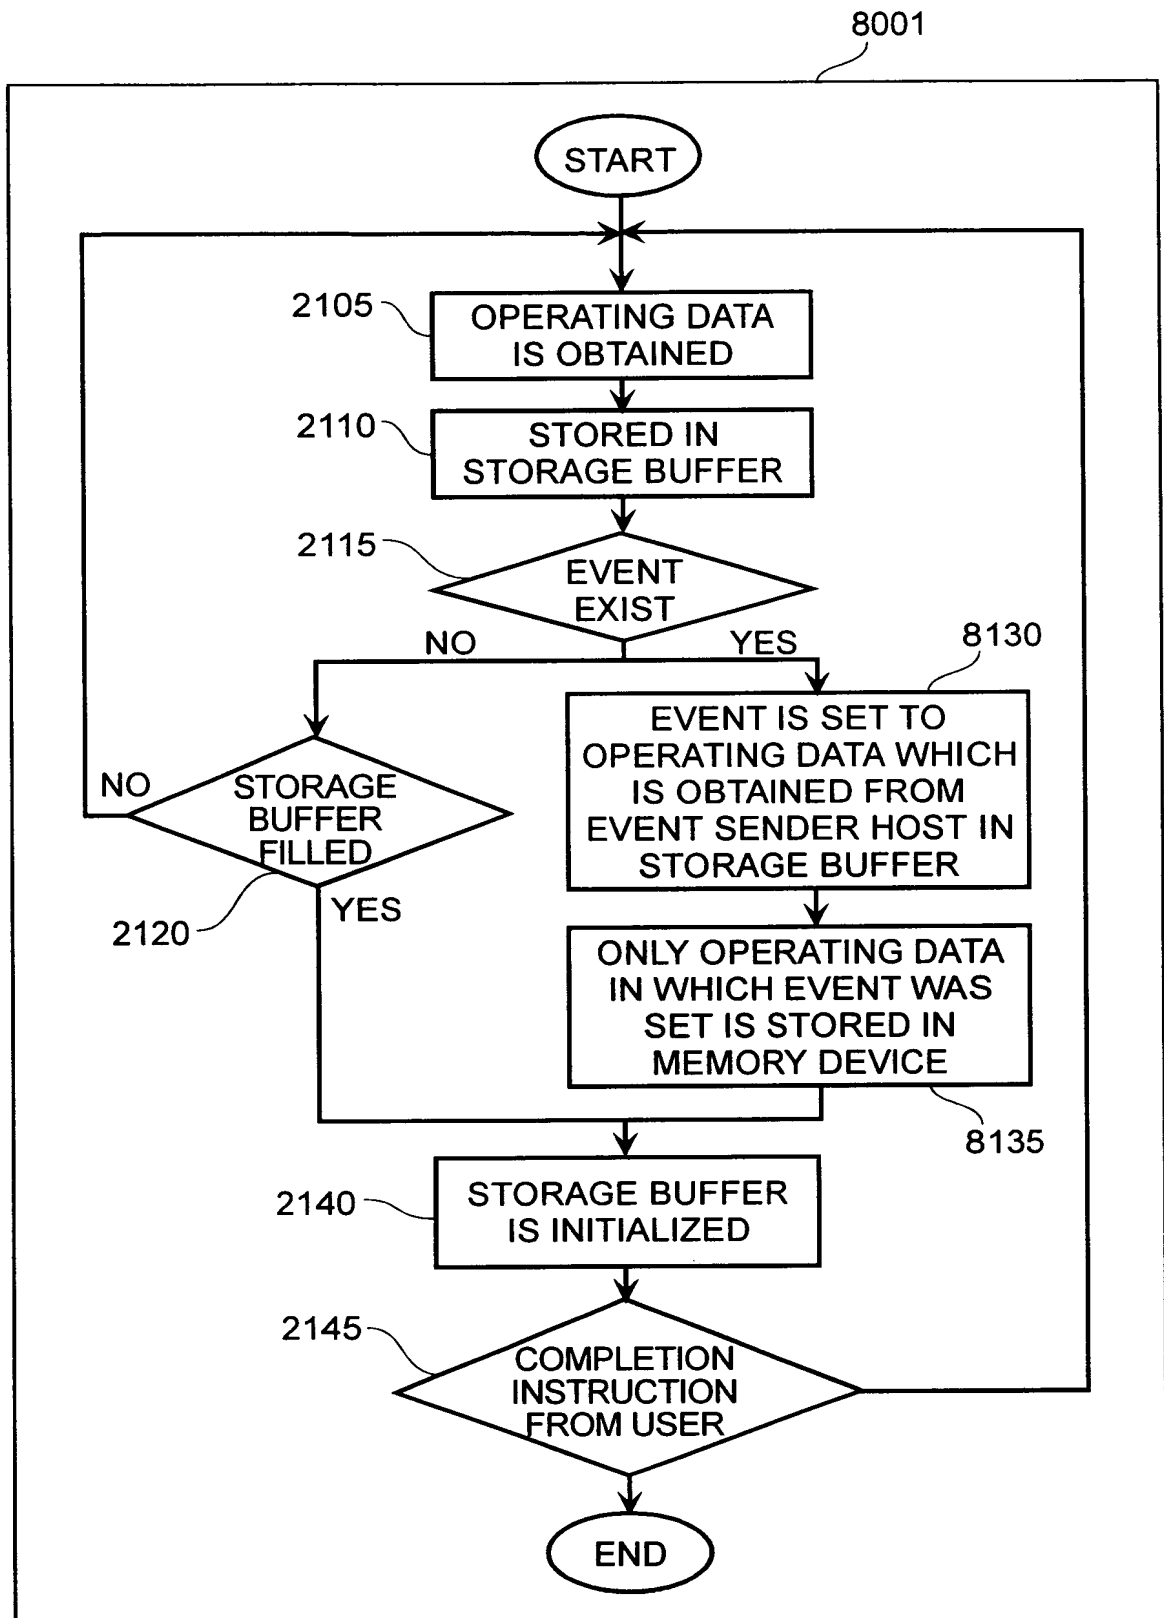 8001
START
2105
OPERATING DATA
IS OBTAINED
2110
STORED IN
STORAGE BUFFER
2115
EVENT
EXIST
NO
YES
8130
EVENT IS SET TO
OPERATING DATA WHICH
IS OBTAINED FROM
EVENT SENDER HOST IN
STORAGE BUFFER
NO
STORAGE
BUFFER
FILLED
2120
YES
ONLY OPERATING DATA
IN WHICH EVENT WAS
SET IS STORED IN
MEMORY DEVICE
8135
2140
STORAGE BUFFER
IS INITIALIZED
2145
COMPLETION
INSTRUCTION
FROM USER
END